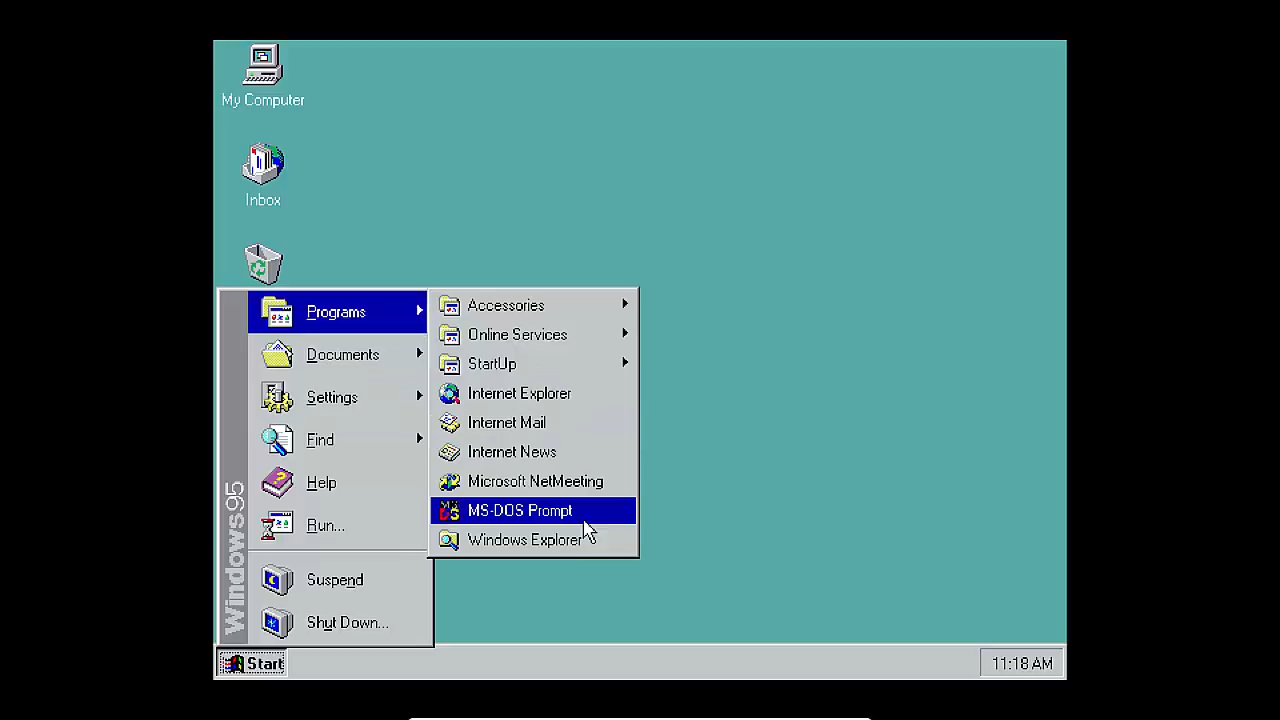 My Computer
Inbox
Programs
Documents
Settings
Find
Help
Run...
Suspend
Shut Down...
Windows95
Accessories
Online Services
StartUp
Internet Explorer
Internet Mail
Internet News
Microsoft NetMeeting
MS-DOS Prompt
Windows Explorer
Start
11:18 AM